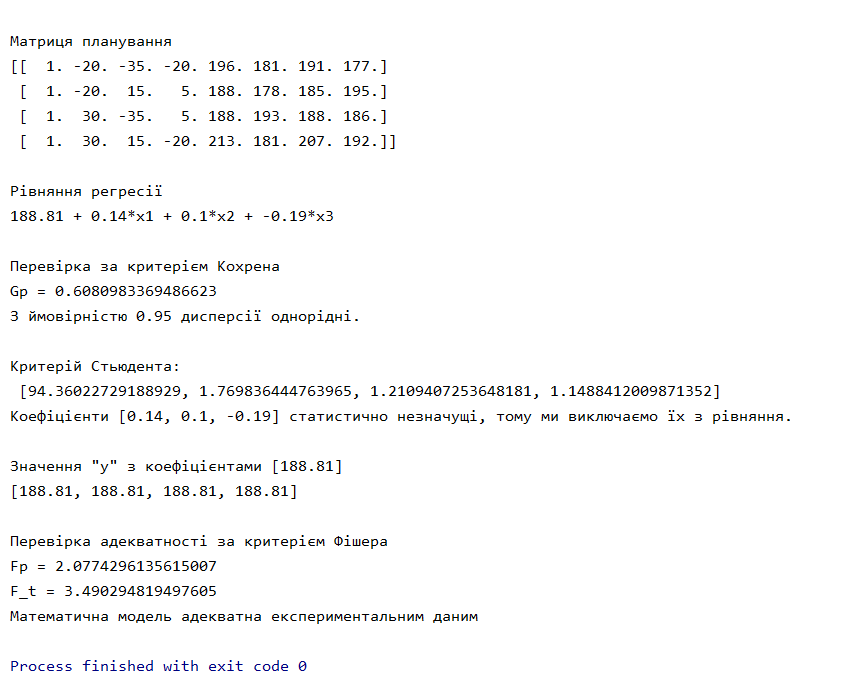 Матриця планування
[[  1. -20. -35. -20. 196. 181. 191. 177.]
 [  1. -20.  15.   5. 188. 178. 185. 195.]
 [  1.  30. -35.   5. 188. 193. 188. 186.]
 [  1.  30.  15. -20. 213. 181. 207. 192.]]
Рівняння регресії
188.81 + 0.14*x1 + 0.1*x2 + -0.19*x3
Перевірка за критерієм Кохрена
Gp = 0.6080983369486623
З ймовірністю 0.95 дисперсії однорідні.
Критерій Стьюдента:
 [94.36022729188929, 1.769836444763965, 1.2109407253648181, 1.1488412009871352]
Коефіцієнти [0.14, 0.1, -0.19] статистично незначущі, тому ми виключаємо їх з рівняння.
Значення "y" з коефіцієнтами [188.81]
[188.81, 188.81, 188.81, 188.81]
Перевірка адекватності за критерієм Фішера
Fp = 2.0774296135615007
F_t = 3.490294819497605
Математична модель адекватна експериментальним даним
Process finished with exit code 0